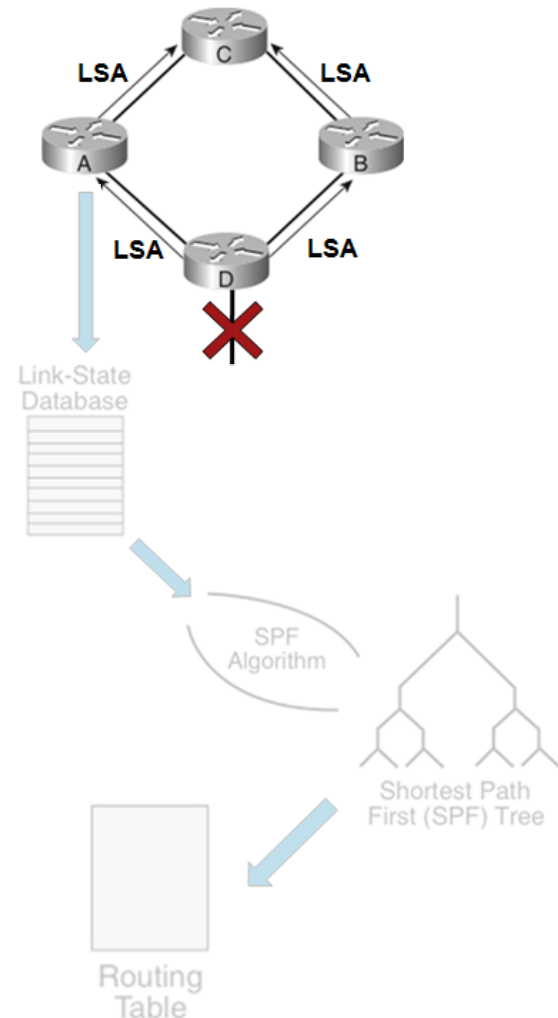 C
LSA
LSA
A
B
LSA
LSA
D
Link-State
Database
SPF
Algorithm
Shortest Path
First (SPF) Tree
Routing
Table